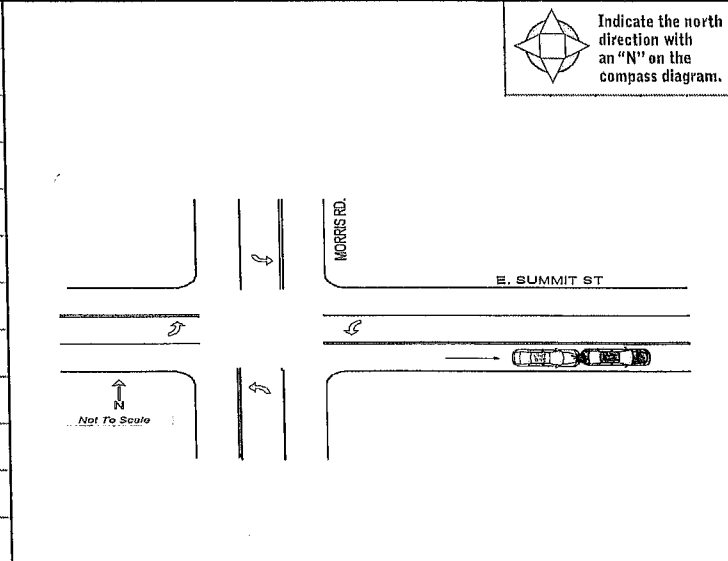 Indicate the north
direction with
an "N" on the
compass diagram.
MORRIS RD.
E. SUMMIT ST
N
Not To Scale